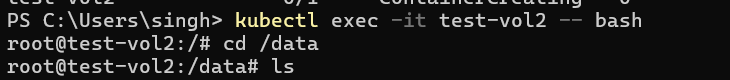 PS C:\Users\singh> kubectl exec -it test-vol2 -- bash
root@test-vol2:/# cd /data
root@test-vol2:/data# ls